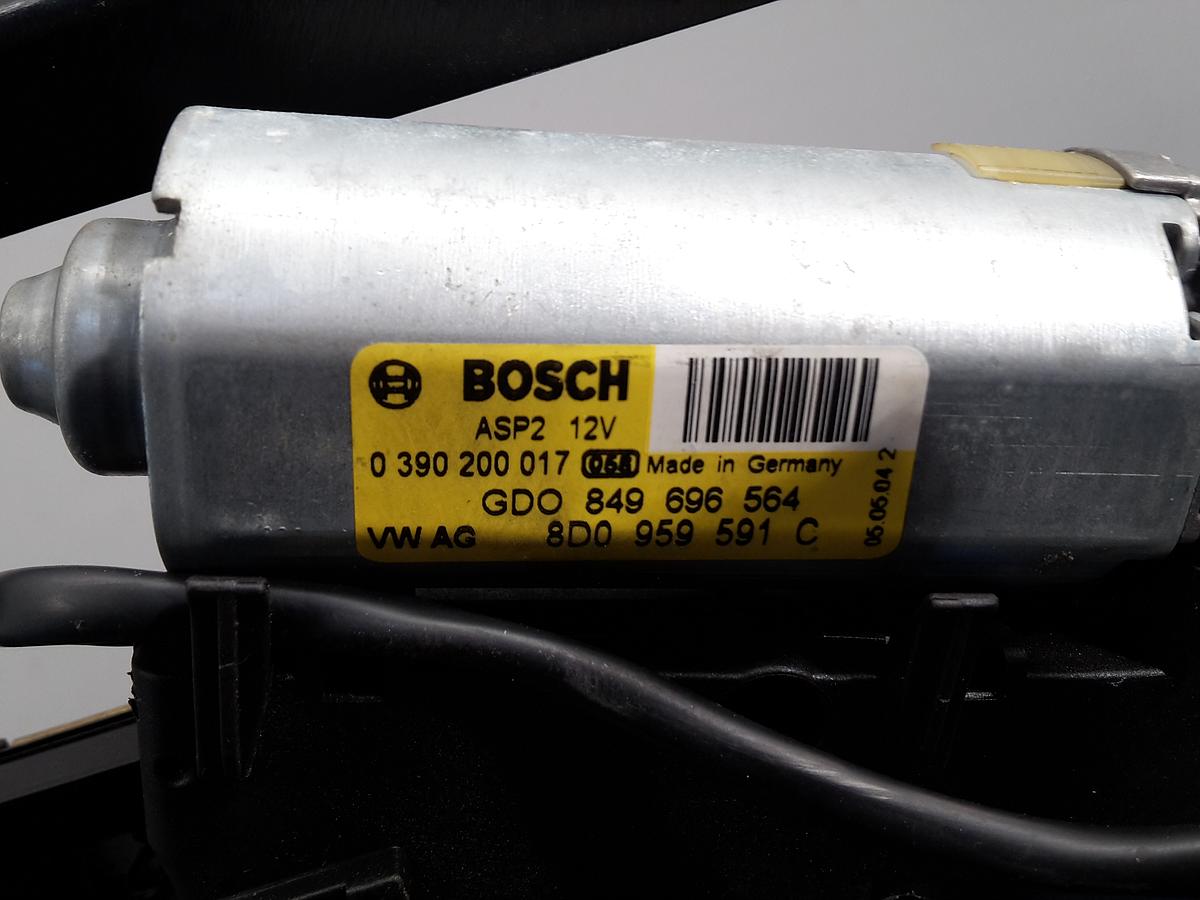 BOSCH
ASP2 12V
0 390 200 017 Made in Germany
GDO 849 696 564
VW AG 8D0 959 591 C
05.05.04 2